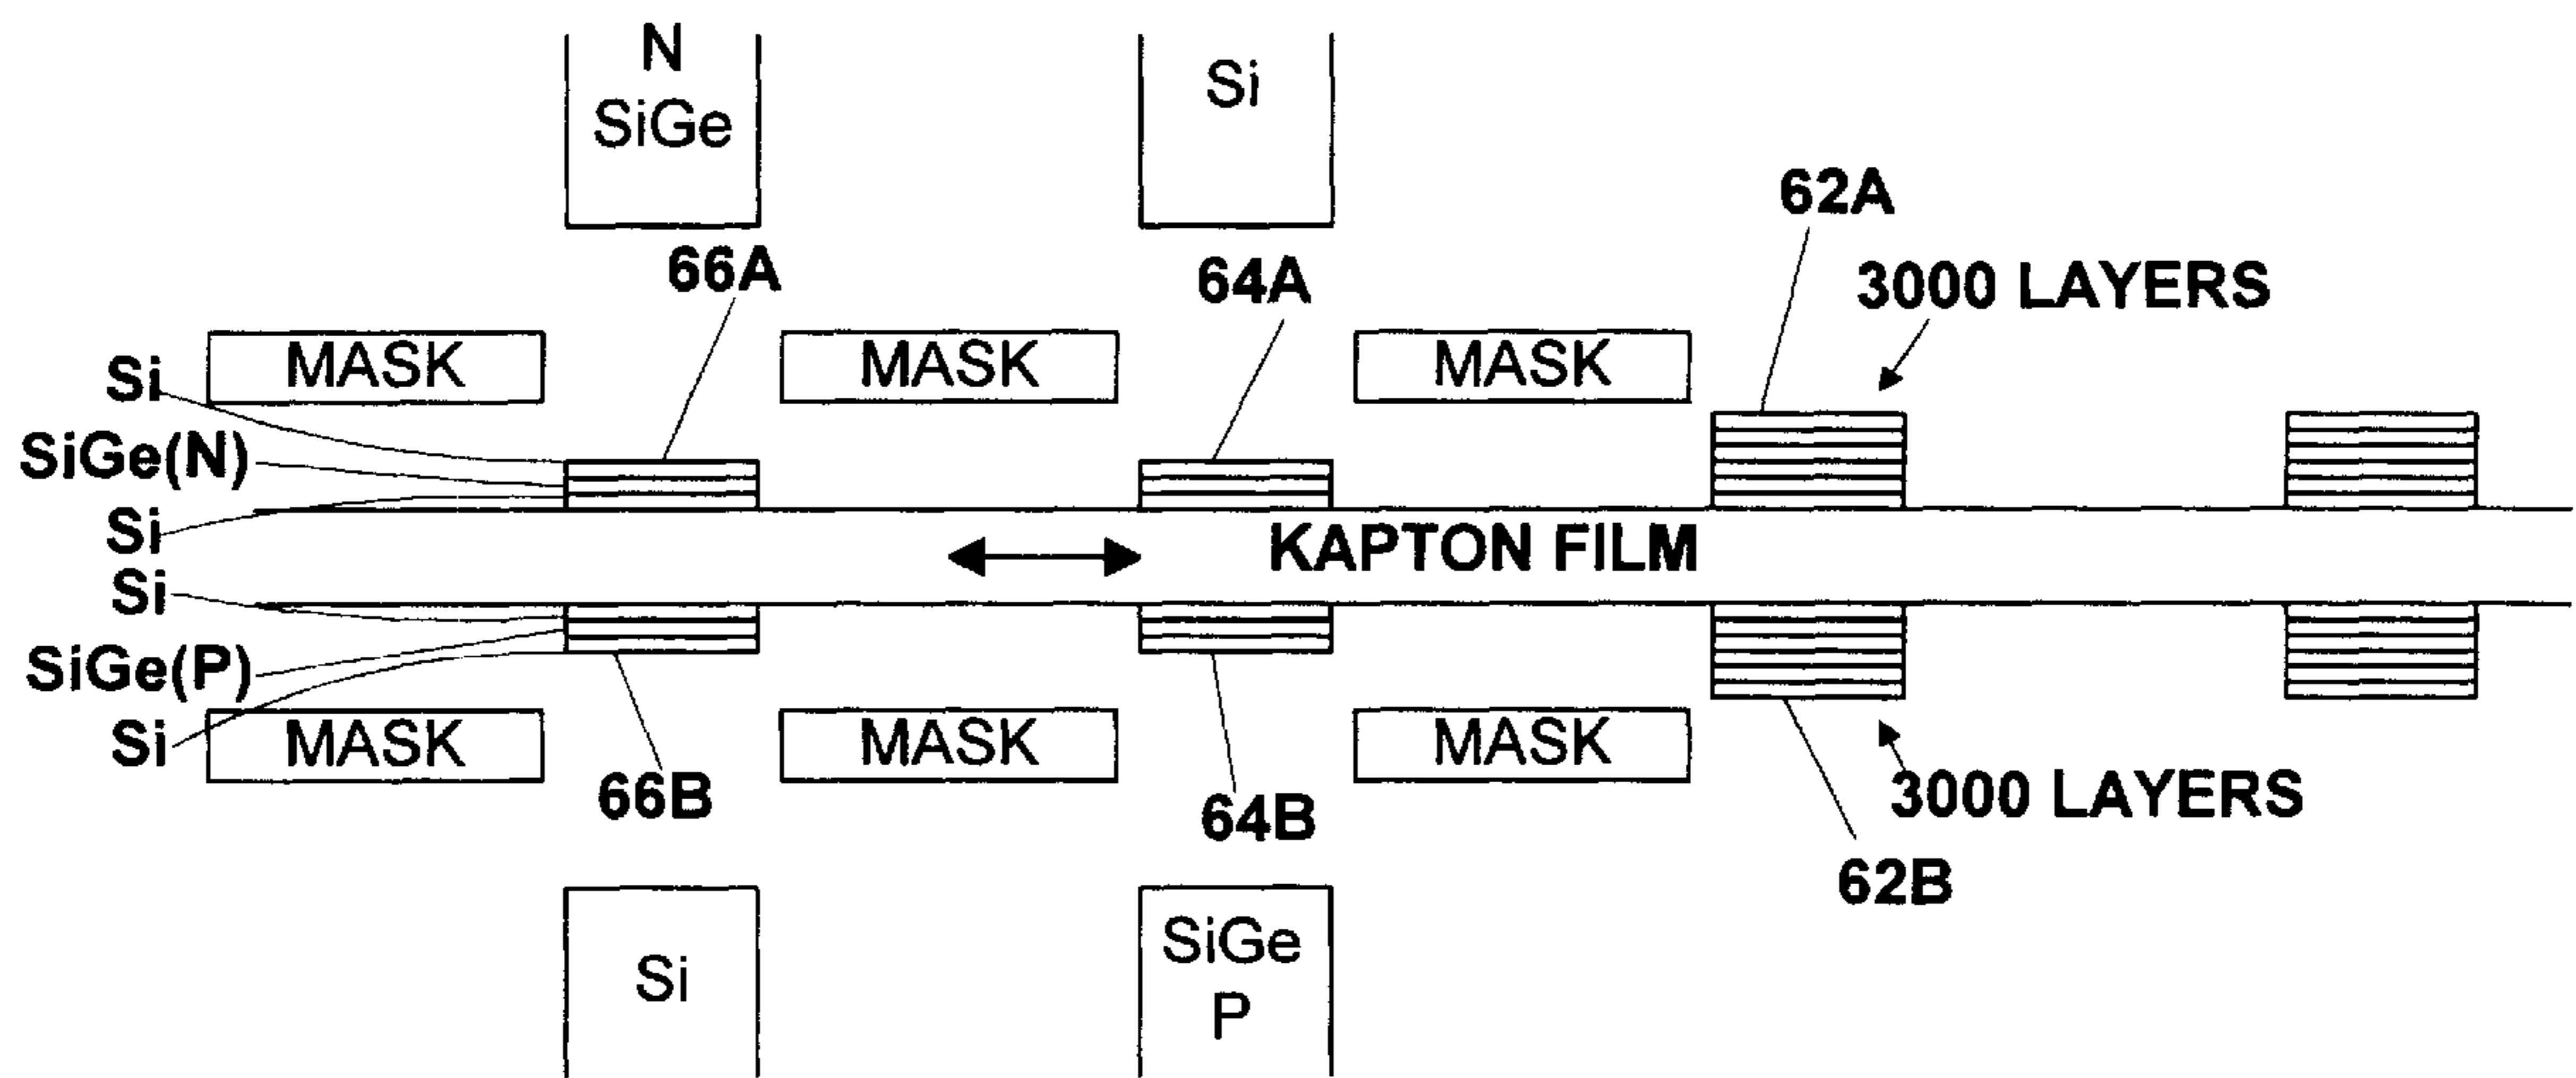 N
SiGe
Si
62A
66A
64A
3000 LAYERS
MASK
MASK
MASK
Si
SiGe(N)
Si
KAPTON FILM
Si
SiGe(P)
Si
MASK
MASK
MASK
66B
64B
3000 LAYERS
62B
Si
SiGe
P